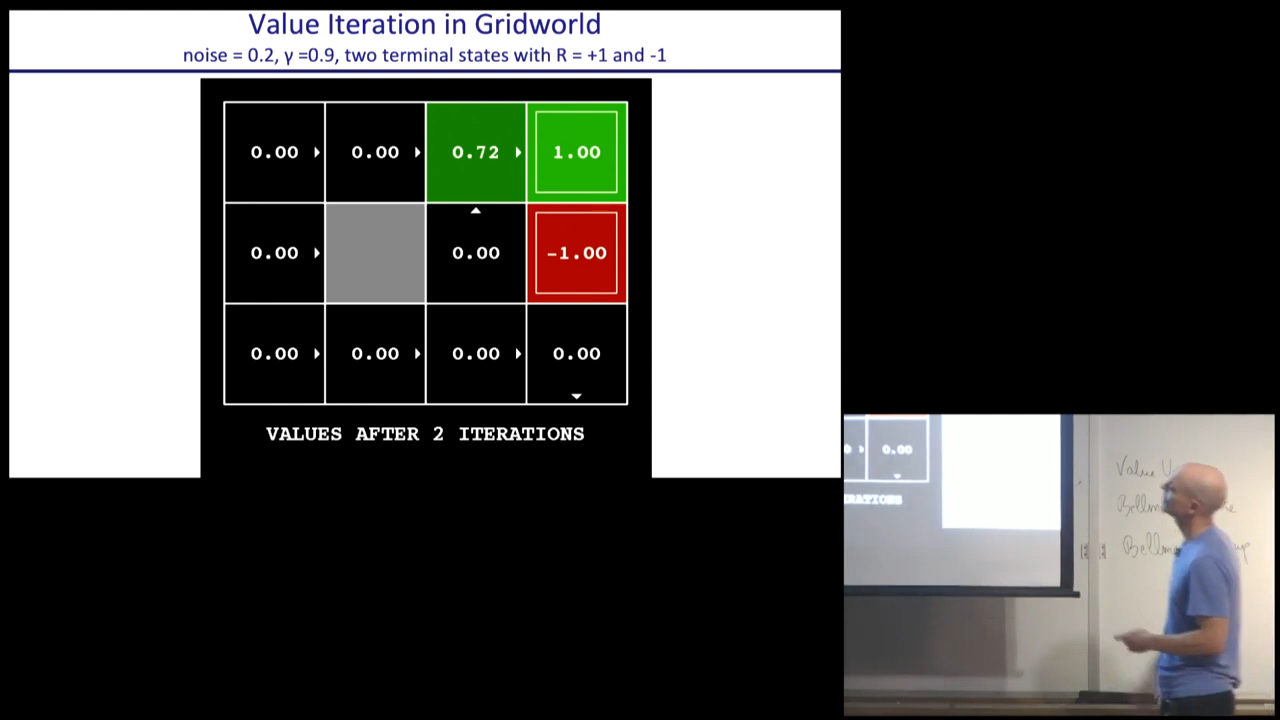 Value Iteration in Gridworld
noise = 0.2, γ =0.9, two terminal states with R = +1 and -1
0.00 0.00 0.72 1.00
0.00 0.00 -1.00
0.00 0.00 0.00 0.00
VALUES AFTER 2 ITERATIONS
0.00
Value